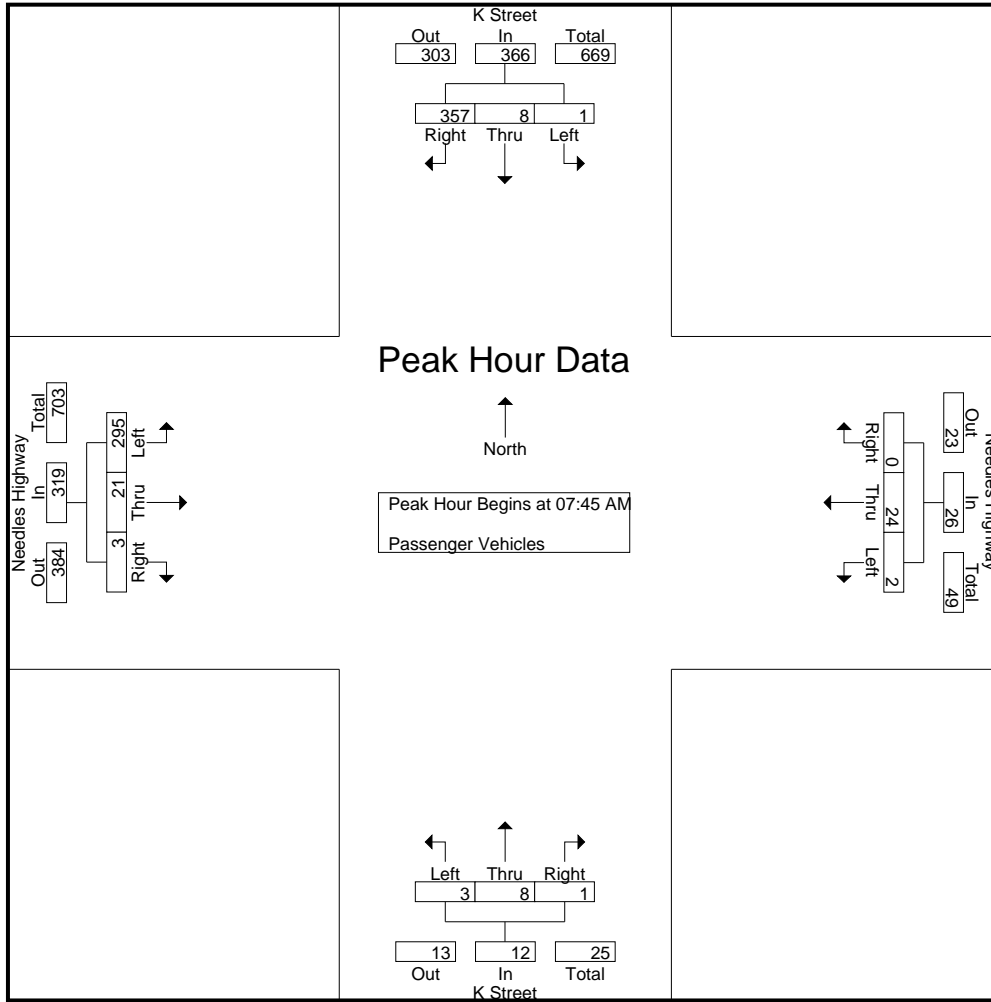 K Street
Out In Total
303 366 669
357 8 1
Right Thru Left
Peak Hour Data
North
Peak Hour Begins at 07:45 AM
Passenger Vehicles
Needles Highway
Out In Total
384 319 703
Left Thru Right
295 21 3
Needles Highway
Out In Total
23 26 49
Right Thru Left
0 24 2
Left Thru Right
3 8 1
13 12 25
Out In Total
K Street